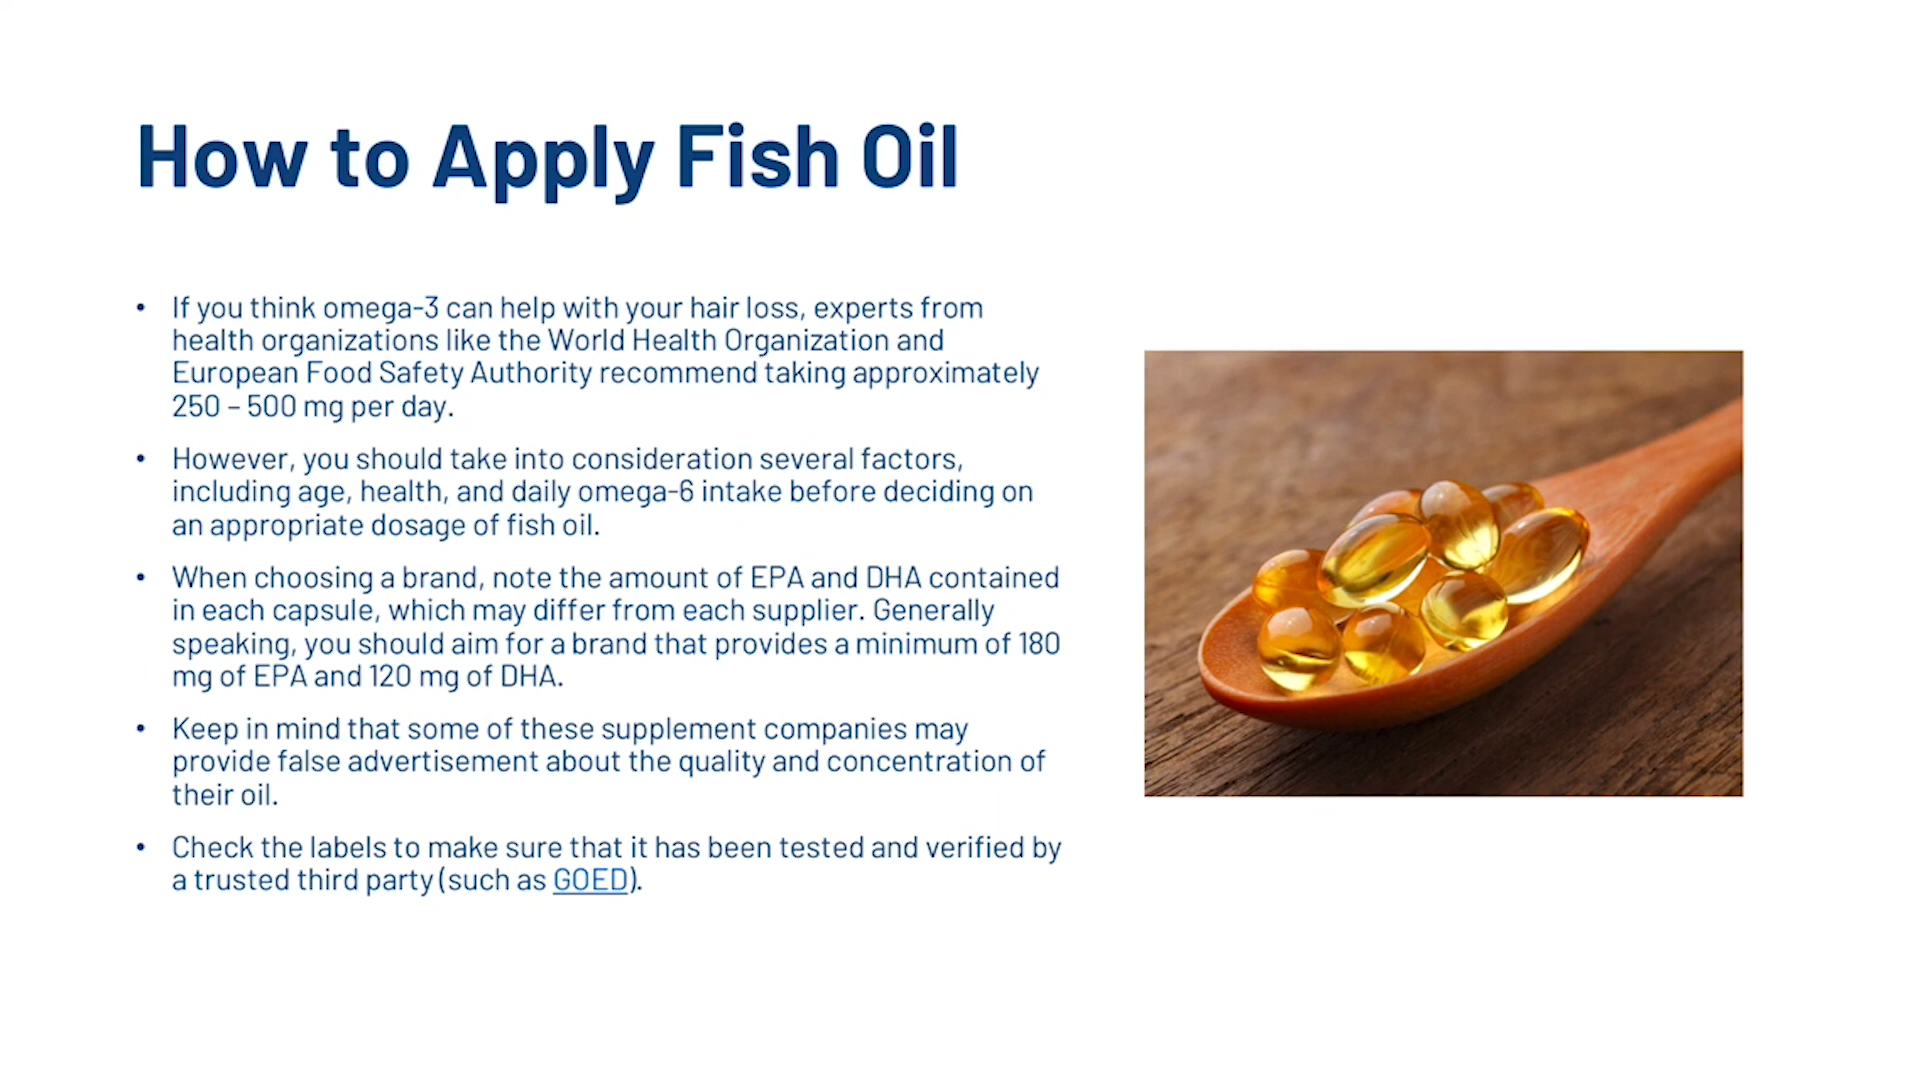 How to Apply Fish Oil
• If you think omega-3 can help with your hair loss, experts from
health organizations like the World Health Organization and
European Food Safety Authority recommend taking approximately
250 – 500 mg per day.
• However, you should take into consideration several factors,
including age, health, and daily omega-6 intake before deciding on
an appropriate dosage of fish oil.
• When choosing a brand, note the amount of EPA and DHA contained
in each capsule, which may differ from each supplier. Generally
speaking, you should aim for a brand that provides a minimum of 180
mg of EPA and 120 mg of DHA.
• Keep in mind that some of these supplement companies may
provide false advertisement about the quality and concentration of
their oil.
• Check the labels to make sure that it has been tested and verified by
a trusted third party (such as GOED).